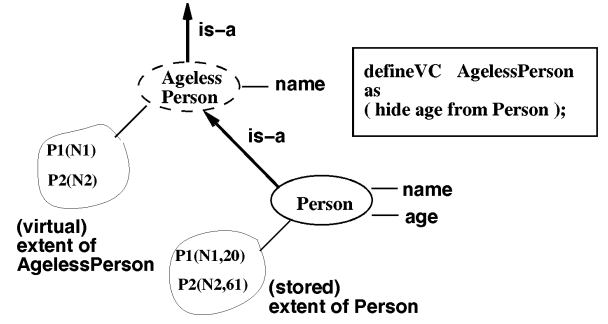 is-a
Ageless
Person
name
defineVC AgelessPerson
as
( hide age from Person );
P1(N1)
P2(N2)
is-a
(virtual)
extent of
AgelessPerson
Person
name
age
P1(N1,20)
P2(N2,61)
(stored)
extent of Person